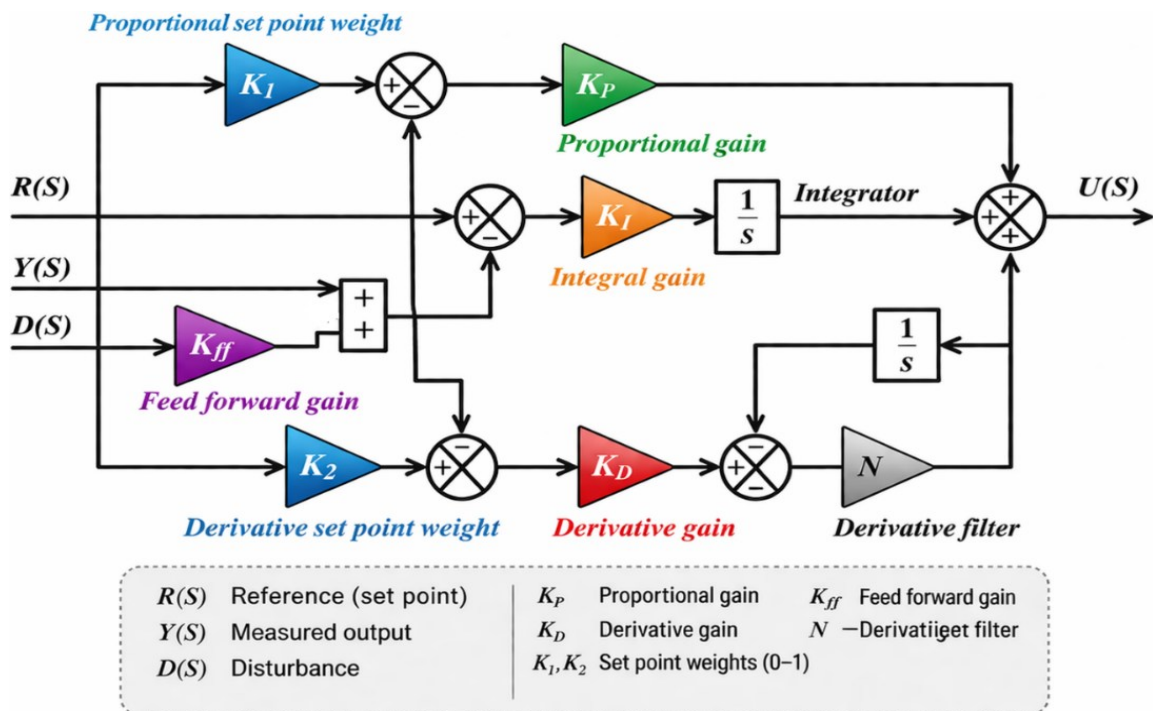 Proportional set point weight
K1
+
−
KP
Proportional gain
R(S)
+
−
KI
1
s
Integrator
+
+
+
U(S)
Integral gain
Y(S)
+
+
D(S)
Kff
Feed forward gain
1
s
K2
+
−
KD
+
−
−
N
Derivative set point weight
Derivative gain
Derivative filter
R(S) Reference (set point)
Y(S) Measured output
D(S) Disturbance
KP Proportional gain
KD Derivative gain
K1, K2 Set point weights (0–1)
Kff Feed forward gain
N –Derivatijeet filter